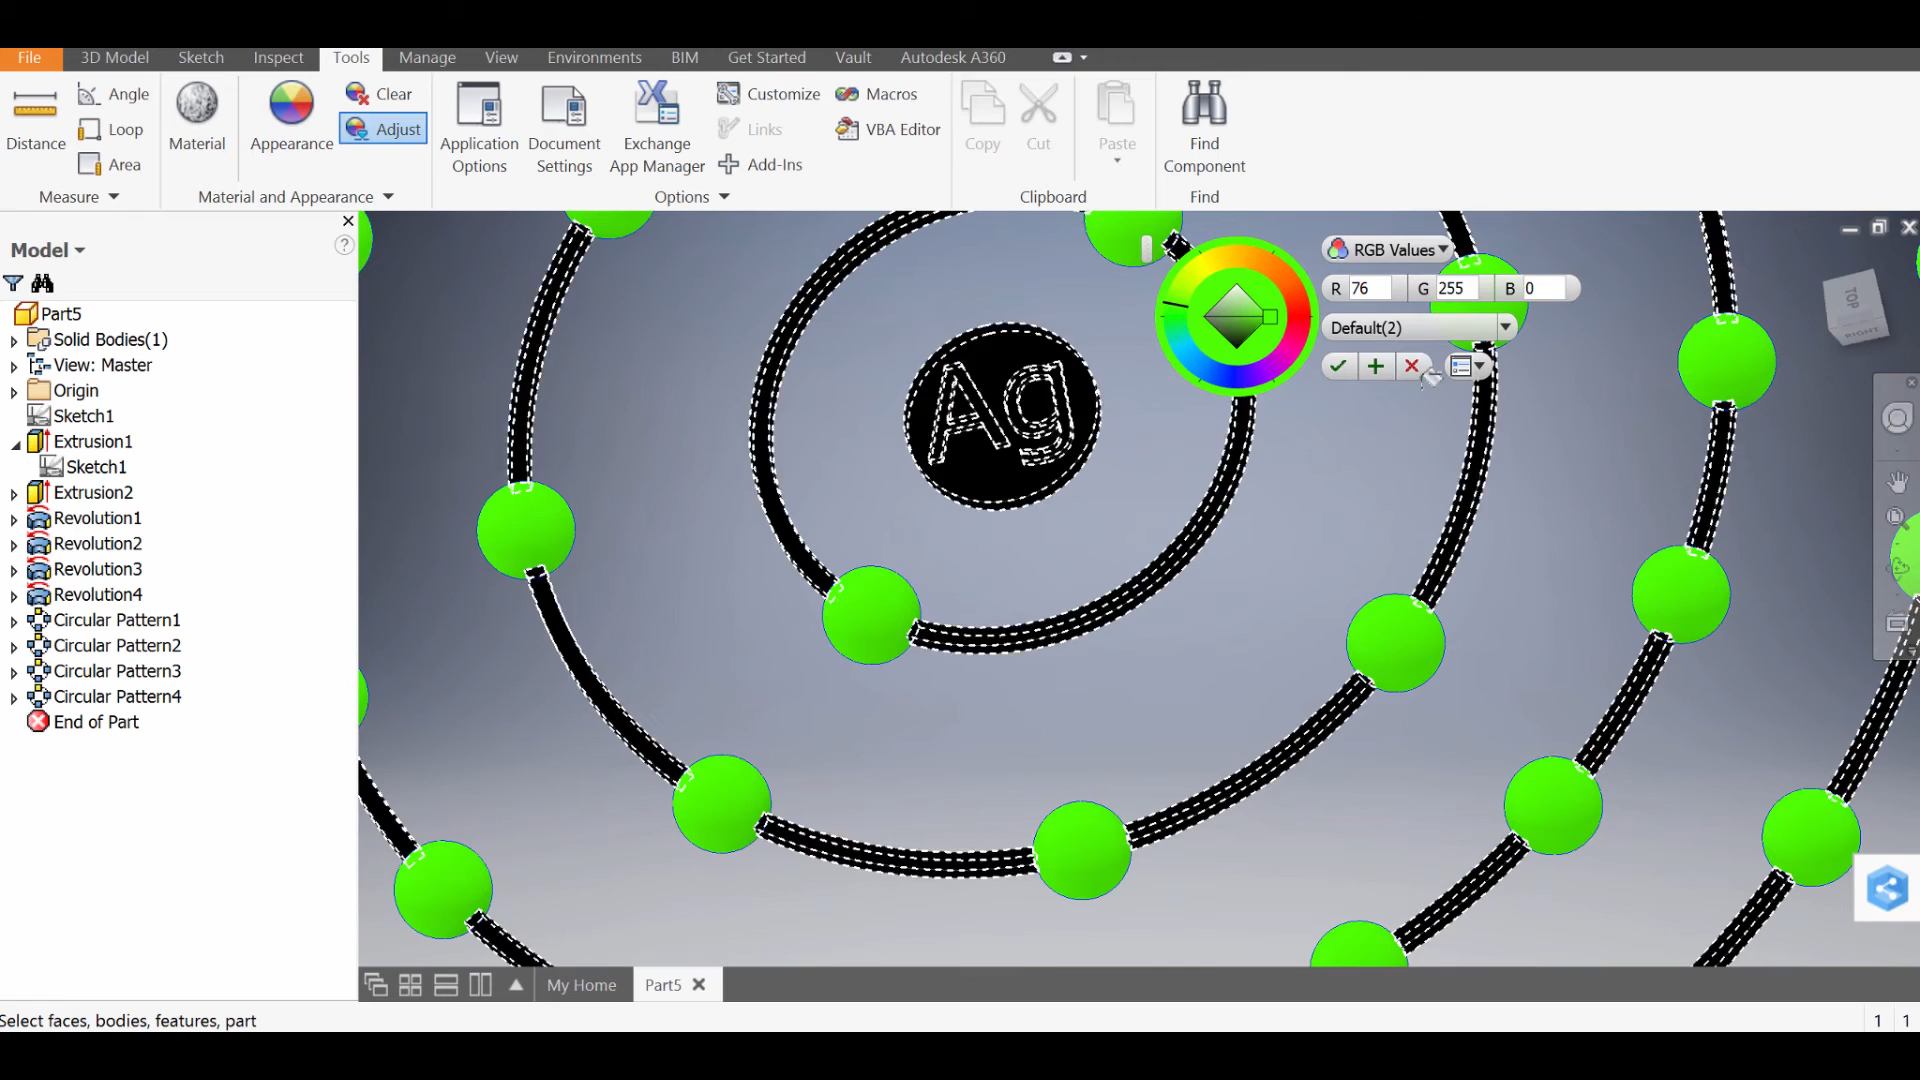 File 3D Model Sketch Inspect Tools Manage View Environments BIM Get Started Vault Autodesk A360
Distance
Angle
Loop
Area
Measure
Material
Appearance
Clear
Adjust
Material and Appearance
Application Options
Document Settings
Exchange App Manager
Customize
Links
Add-Ins
Macros
VBA Editor
Options
Copy
Cut
Paste
Clipboard
Find Component
Find
Model
Part5
Solid Bodies(1)
View: Master
Origin
Sketch1
Extrusion1
Sketch1
Extrusion2
Revolution1
Revolution2
Revolution3
Revolution4
Circular Pattern1
Circular Pattern2
Circular Pattern3
Circular Pattern4
End of Part
Ag
RGB Values
R 76 G 255 B 0
Default(2)
TOP
RIGHT
My Home Part5
Select faces, bodies, features, part
1 1